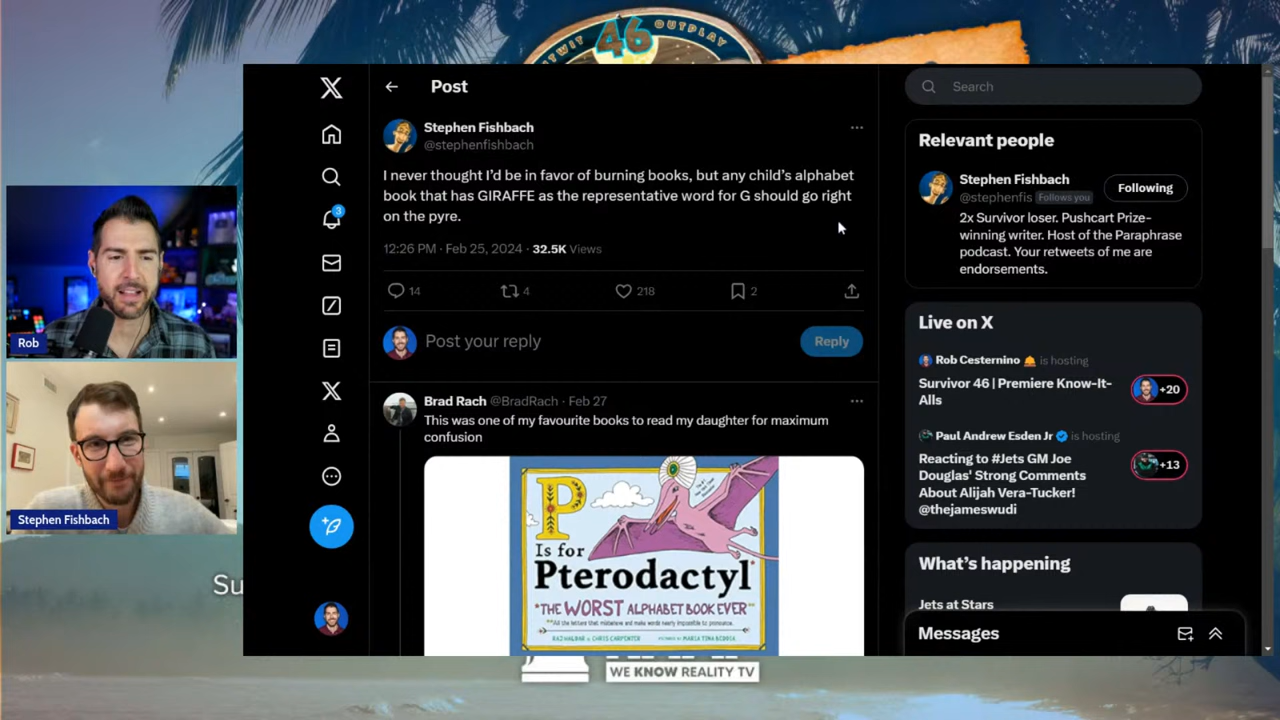 OUTWIT 46 OUTPLAY
Post
Search
Stephen Fishbach
@stephenfishbach
I never thought I'd be in favor of burning books, but any child's alphabet
book that has GIRAFFE as the representative word for G should go right
on the pyre.
12:26 PM · Feb 25, 2024 · 32.5K Views
14
4
218
2
Post your reply
Reply
Brad Rach @BradRach · Feb 27
This was one of my favourite books to read my daughter for maximum
confusion
P
Is for
Pterodactyl
THE WORST ALPHABET BOOK EVER
All the letters that misbehave and make words nearly impossible to pronounce.
RAJ HALDAR & CHRIS CARPENTER
3
Relevant people
Stephen Fishbach
@stephenfis Follows you
Following
2x Survivor loser. Pushcart Prize-
winning writer. Host of the Paraphrase
podcast. Your retweets of me are
endorsements.
Live on X
Rob Cesternino is hosting
Survivor 46 | Premiere Know-It-
Alls
+20
Paul Andrew Esden Jr is hosting
Reacting to #Jets GM Joe
Douglas' Strong Comments
About Alijah Vera-Tucker!
@thejameswudi
+13
What's happening
Jets at Stars
Messages
Rob
Stephen Fishbach
Su
WE KNOW REALITY TV